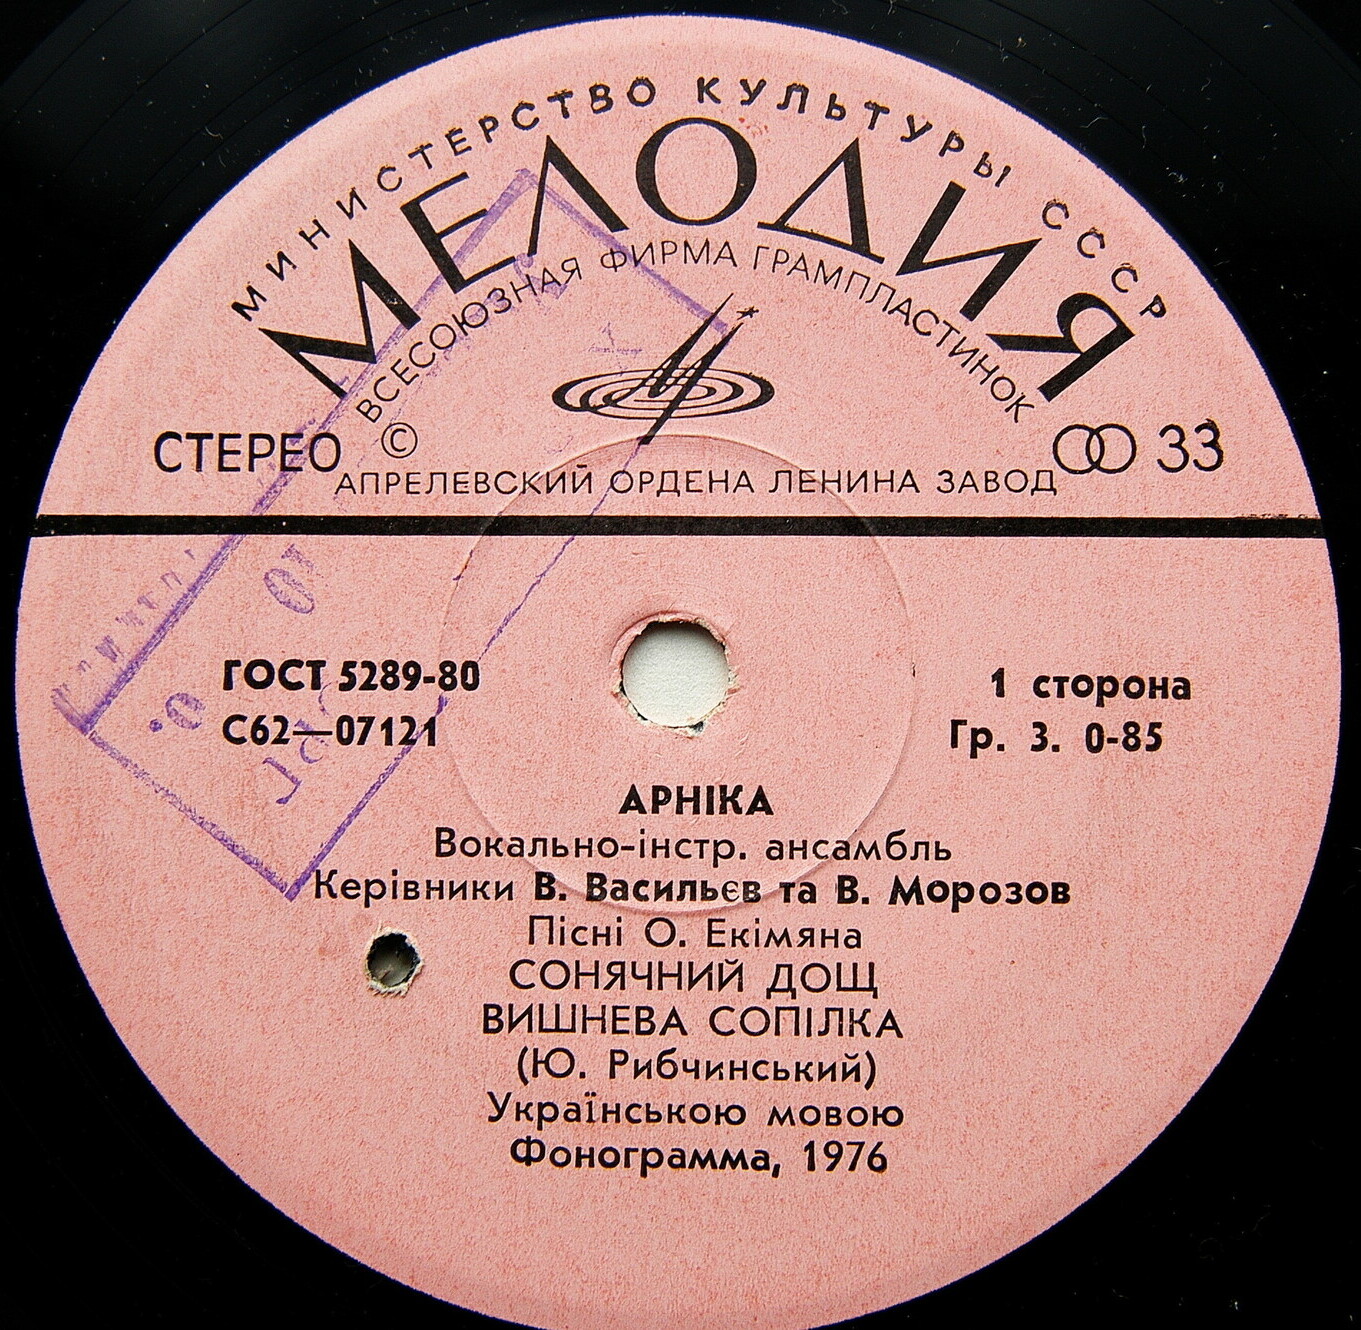 МИНИСТЕРСТВО КУЛЬТУРЫ СССР
МЕЛОДИЯ
ВСЕСОЮЗНАЯ ФИРМА ГРАМПЛАСТИНОК
СТЕРЕО © 33
АПРЕЛЕВСКИЙ ОРДЕНА ЛЕНИНА ЗАВОД
ГОСТ 5289-80
С62—07121
1 сторона
Гр. 3. 0-85
АРНІКА
Вокально-інстр. ансамбль
Керівники В. Васильєв та В. Морозов
Пісні О. Екімяна
СОНЯЧНИЙ ДОЩ
ВИШНЕВА СОПІЛКА
(Ю. Рибчинський)
Українською мовою
Фонограмма, 1976